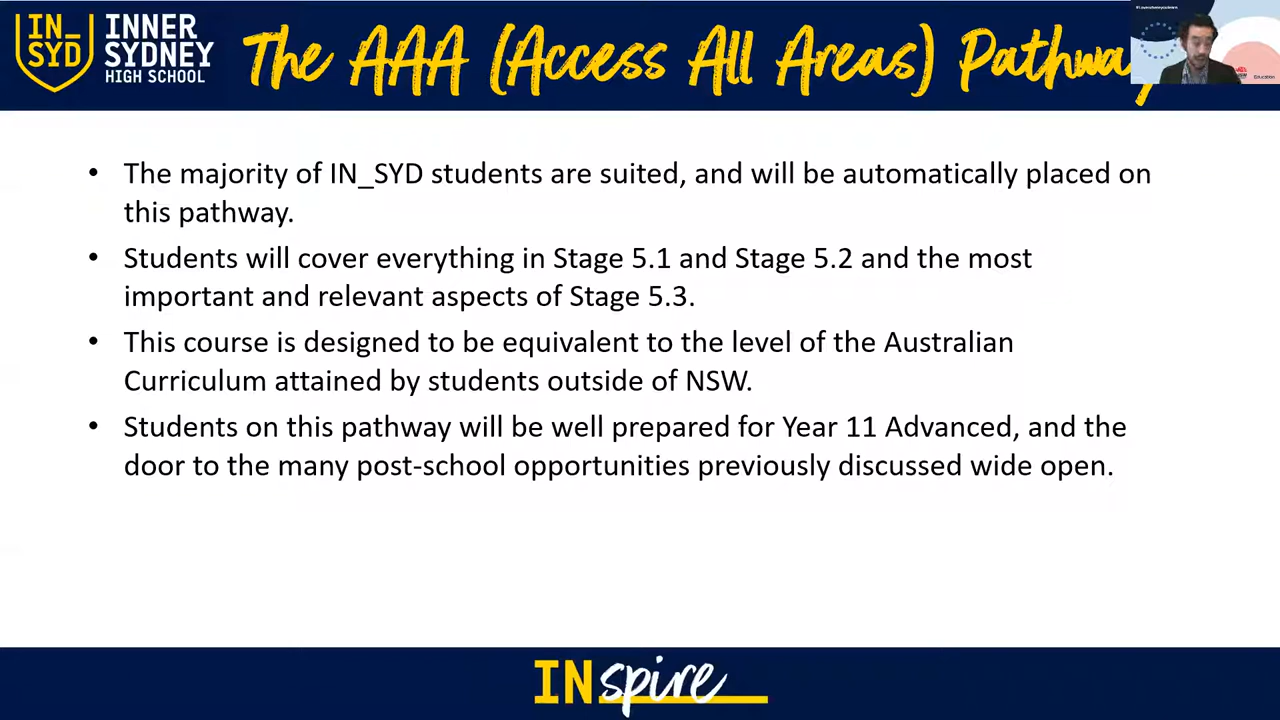 IN_
SYD
INNER
SYDNEY
HIGH SCHOOL
The AAA (Access All Areas) Pathway
• The majority of IN_SYD students are suited, and will be automatically placed on
this pathway.
• Students will cover everything in Stage 5.1 and Stage 5.2 and the most
important and relevant aspects of Stage 5.3.
• This course is designed to be equivalent to the level of the Australian
Curriculum attained by students outside of NSW.
• Students on this pathway will be well prepared for Year 11 Advanced, and the
door to the many post-school opportunities previously discussed wide open.
Education
INspire